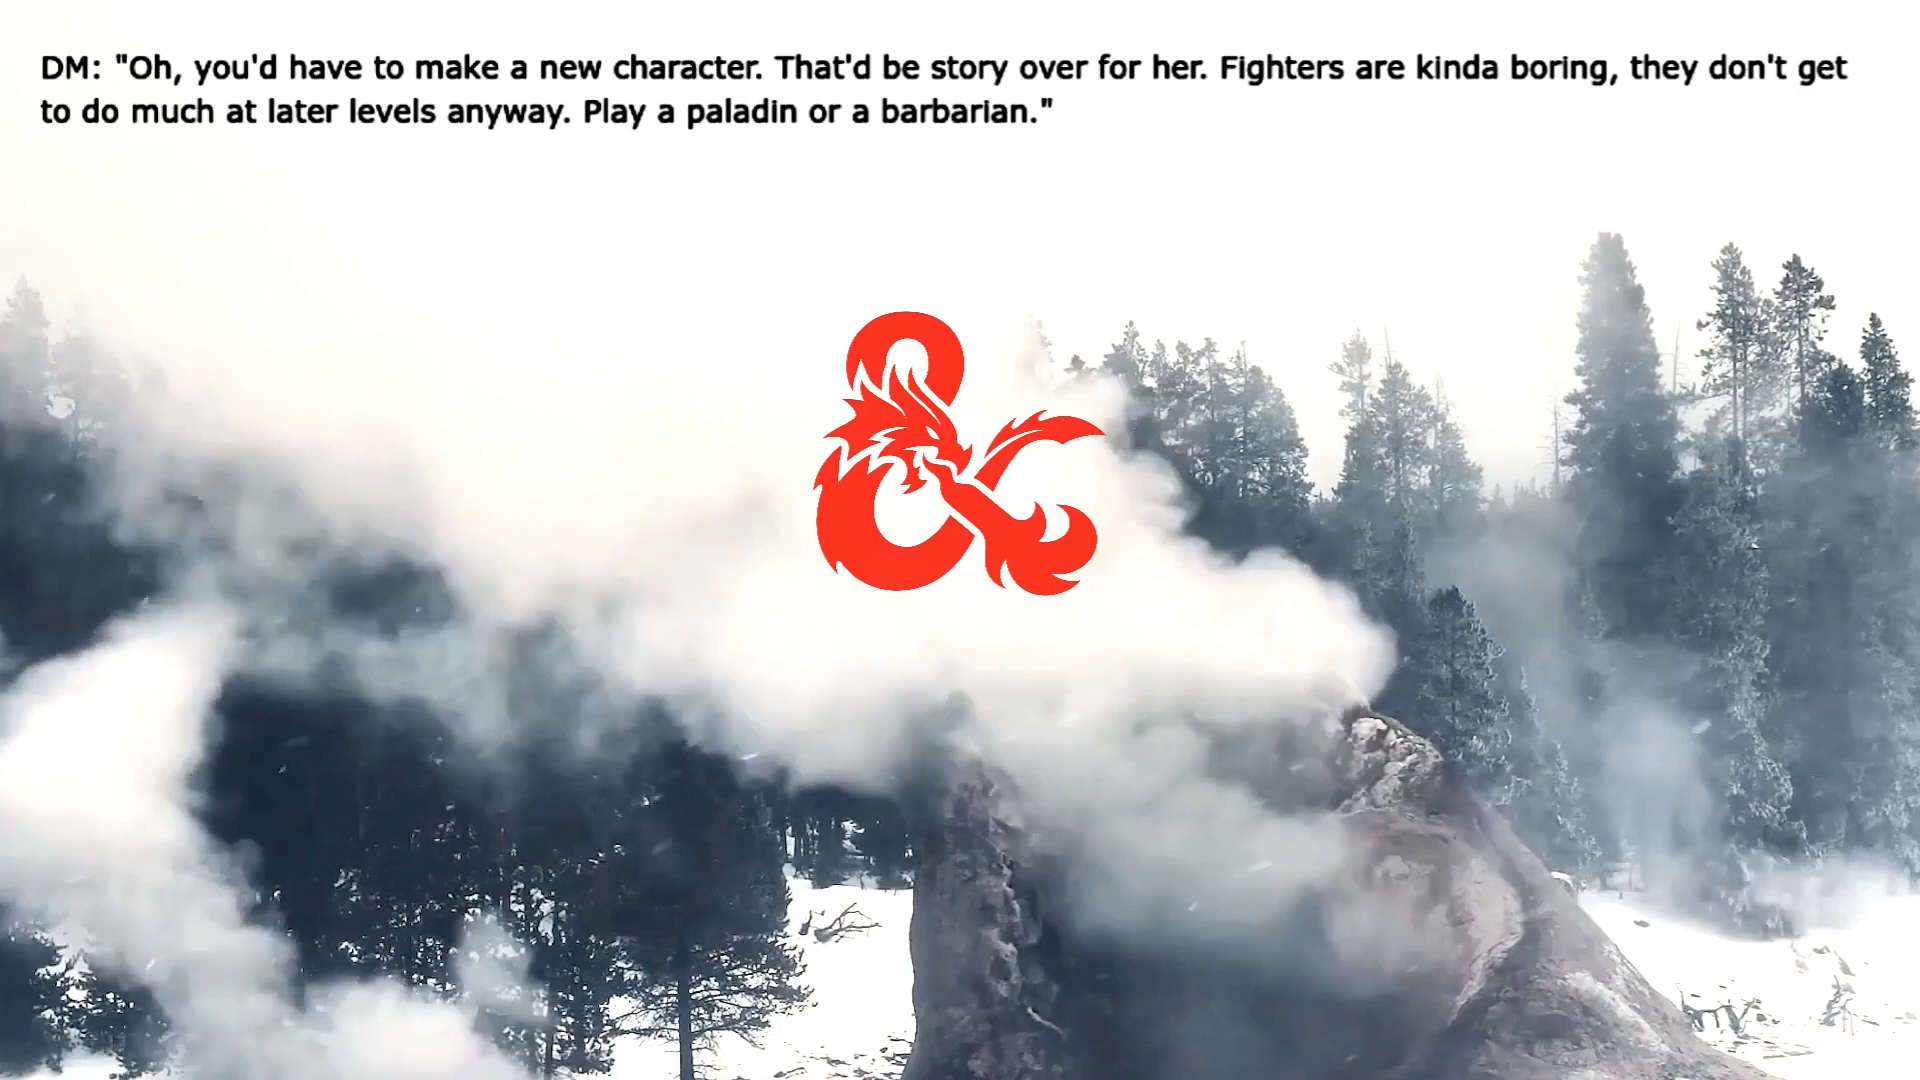 DM: "Oh, you'd have to make a new character. That'd be story over for her. Fighters are kinda boring, they don't get
to do much at later levels anyway. Play a paladin or a barbarian."